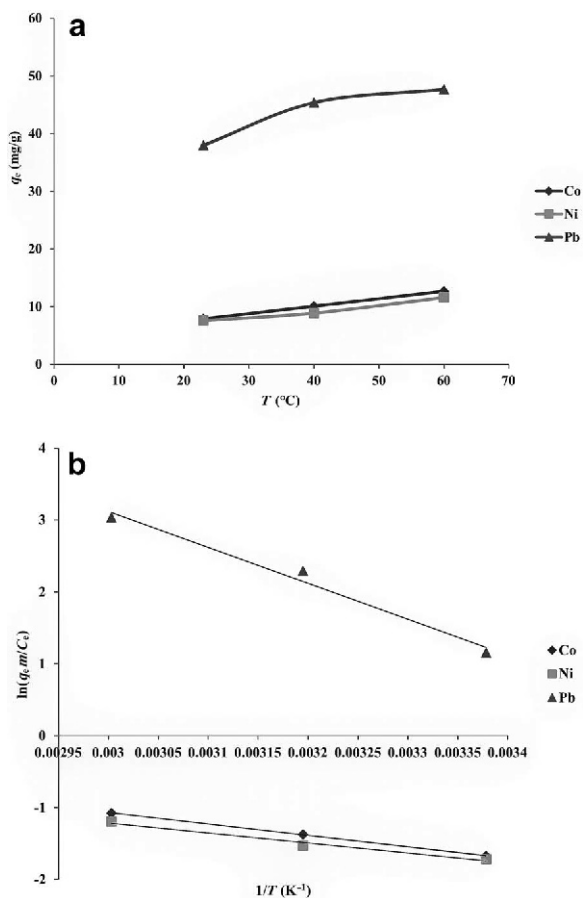 a
60
50
40
30
20
10
0
qe (mg/g)
0 10 20 30 40 50 60 70
T (°C)
Co
Ni
Pb
b
4
3
2
1
0
-1
-2
ln(qe m/Ce)
0.00295 0.003 0.00305 0.0031 0.00315 0.0032 0.00325 0.0033 0.00335 0.0034
1/T (K⁻¹)
Co
Ni
Pb